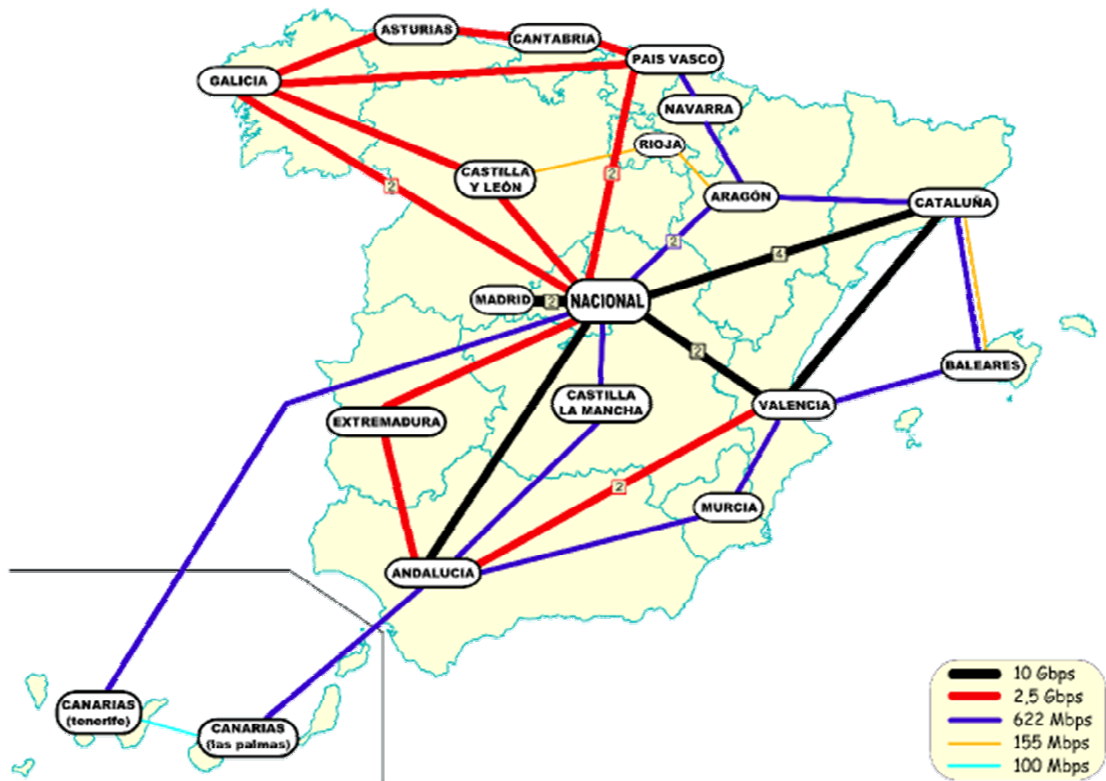 ASTURIAS
CANTABRIA
PAIS VASCO
GALICIA
NAVARRA
RIOJA
CASTILLA
Y LEÓN
2
2
ARAGÓN
CATALUÑA
2
4
MADRID
2
NACIONAL
2
BALEARES
CASTILLA
LA MANCHA
VALENCIA
EXTREMADURA
2
MURCIA
ANDALUCIA
CANARIAS
(tenerife)
CANARIAS
(las palmas)
10 Gbps
2,5 Gbps
622 Mbps
155 Mbps
100 Mbps